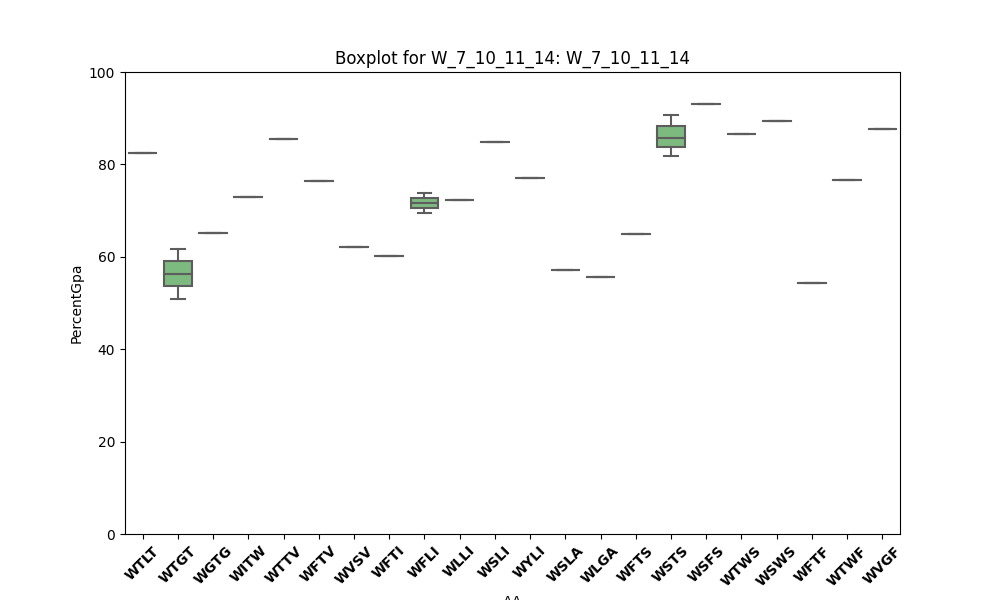 Boxplot for W_7_10_11_14: W_7_10_11_14
100
80
60
40
20
0
PercentGpa
WTLT
WTGT
WGTG
WITW
WTTV
WFTV
WVSV
WFTI
WFLI
WLLI
WSLI
WYLI
WSLA
WLGA
WFTS
WSTS
WSFS
WTWS
WSWS
WFTF
WTWF
WVGF
AA